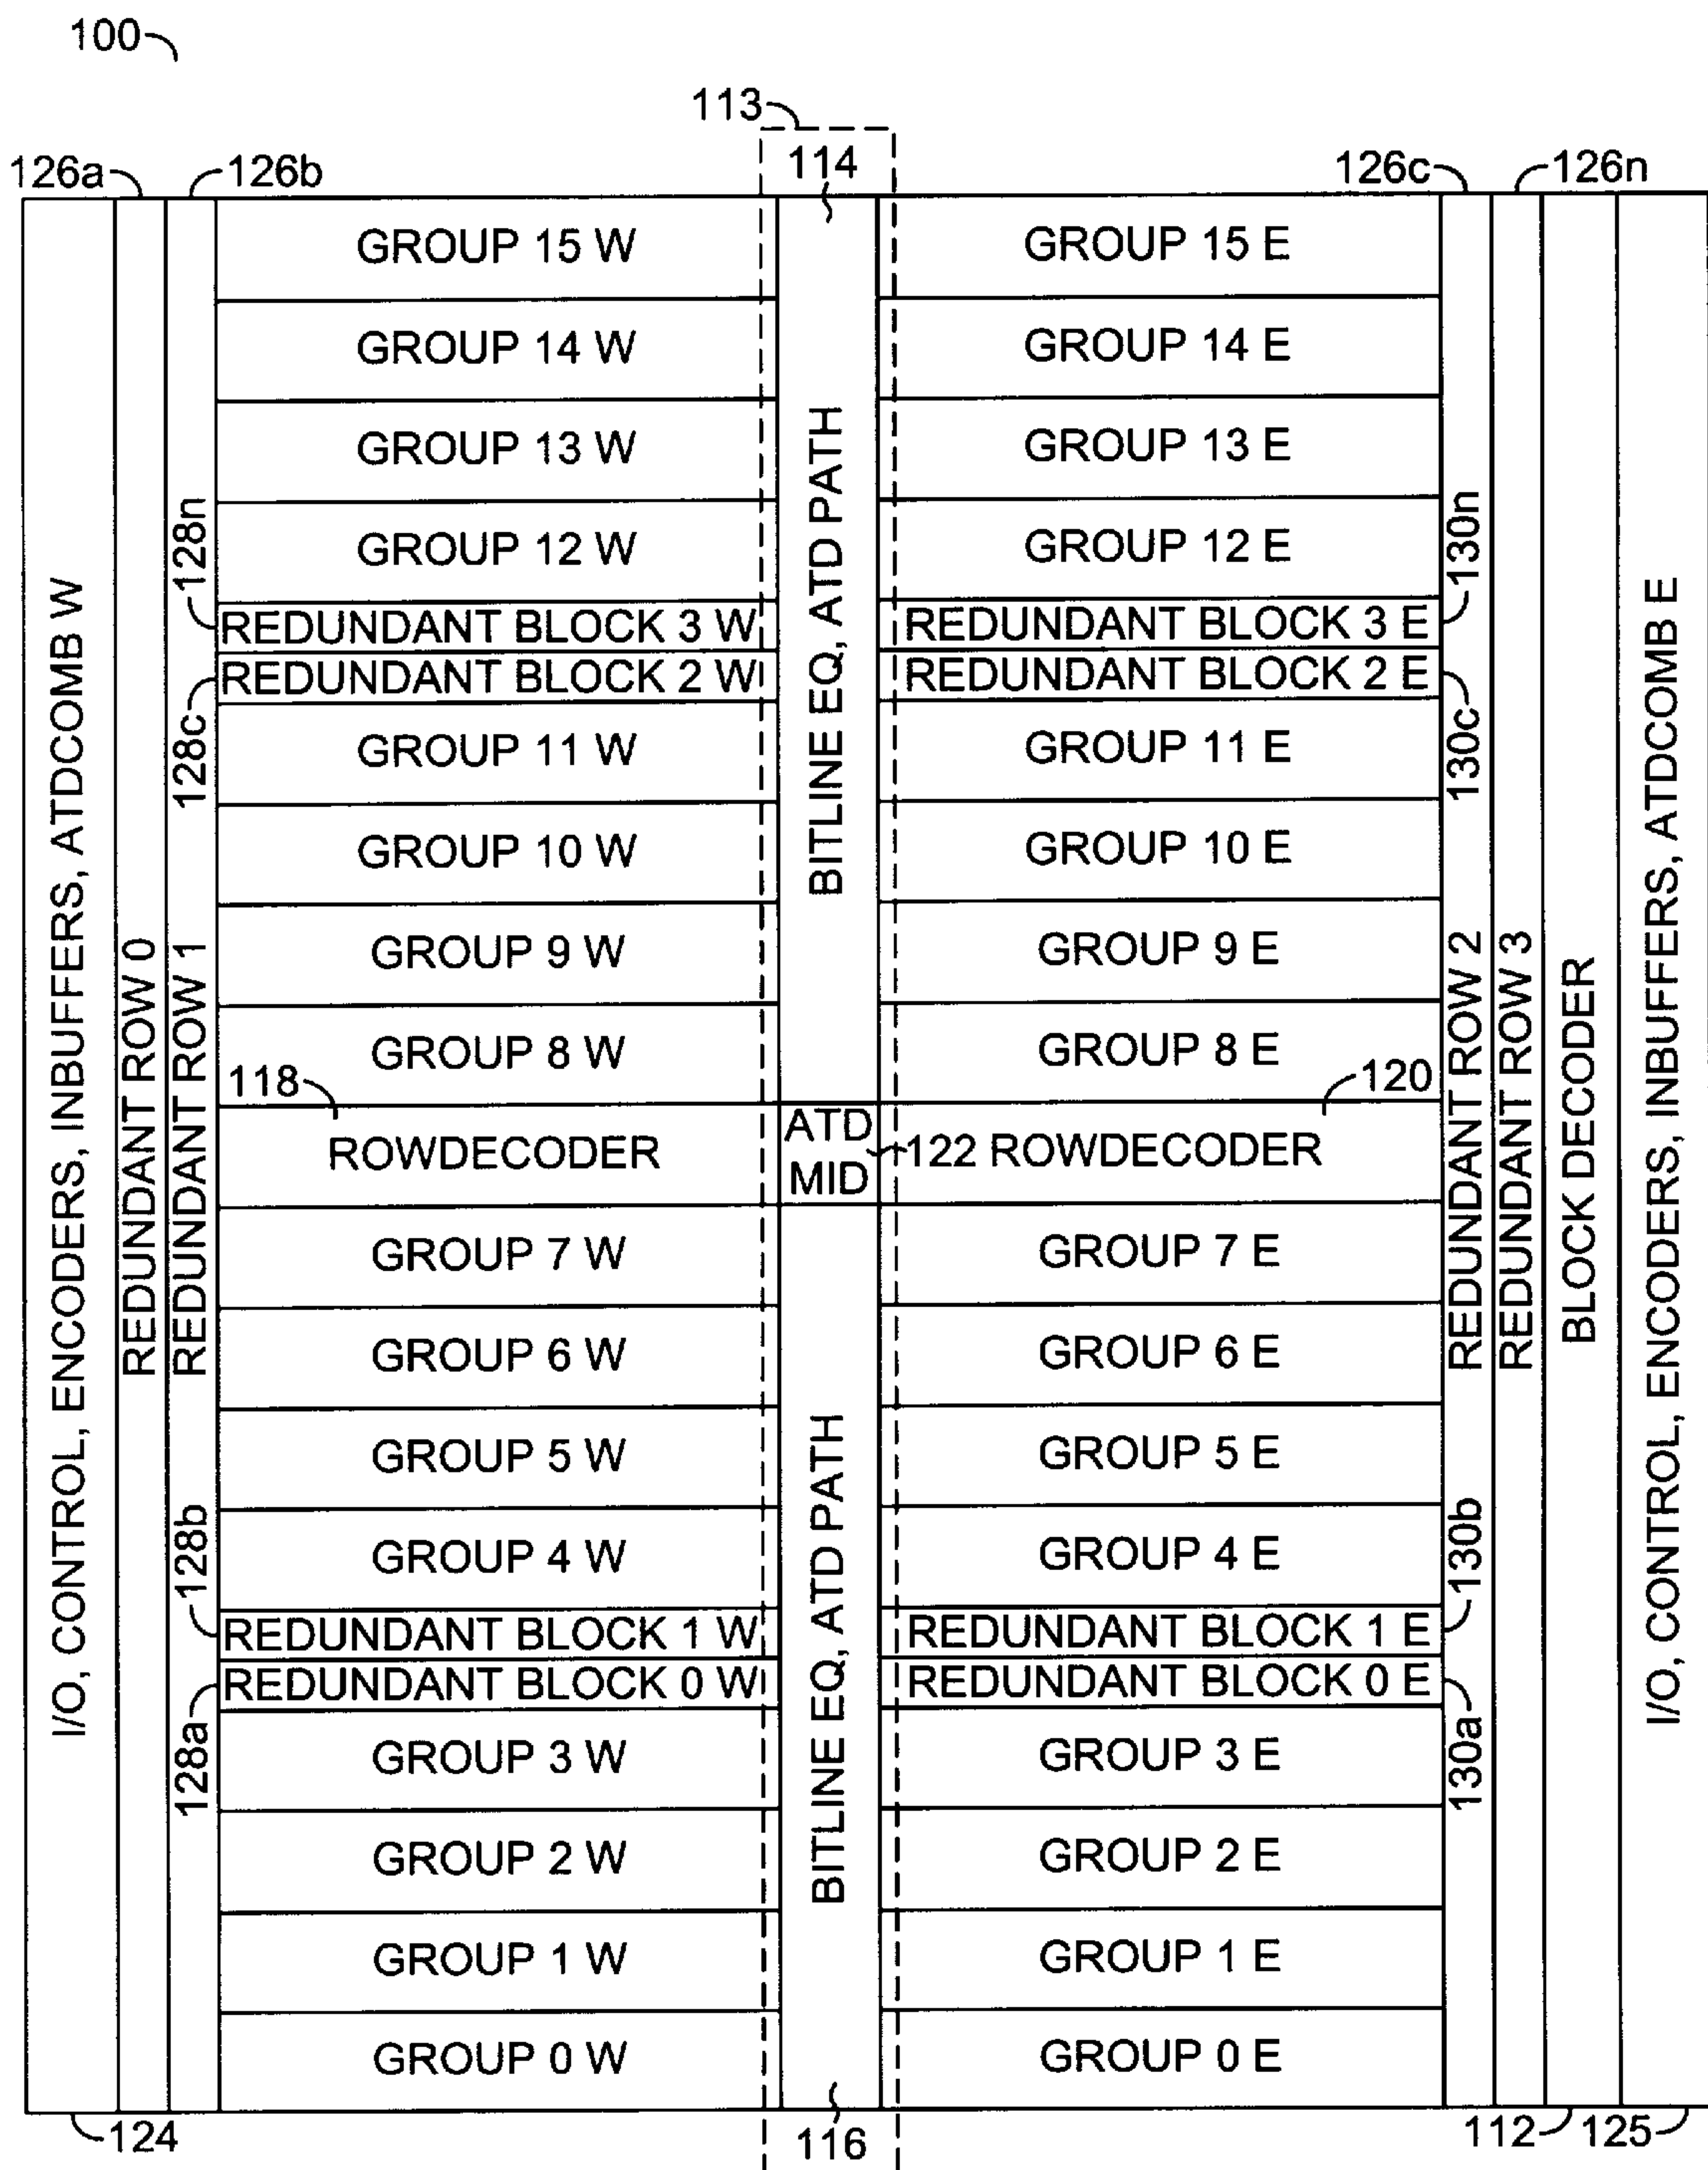 100
113
126a 126b 114 126c 126n
GROUP 15 W GROUP 15 E
GROUP 14 W GROUP 14 E
GROUP 13 W GROUP 13 E
GROUP 12 W GROUP 12 E
128n 130n
REDUNDANT BLOCK 3 W REDUNDANT BLOCK 3 E
REDUNDANT BLOCK 2 W REDUNDANT BLOCK 2 E
128c 130c
GROUP 11 W GROUP 11 E
GROUP 10 W GROUP 10 E
GROUP 9 W GROUP 9 E
GROUP 8 W GROUP 8 E
118 120
ROWDECODER
ATD
MID
122 ROWDECODER
GROUP 7 W GROUP 7 E
GROUP 6 W GROUP 6 E
GROUP 5 W GROUP 5 E
GROUP 4 W GROUP 4 E
128b 130b
REDUNDANT BLOCK 1 W REDUNDANT BLOCK 1 E
REDUNDANT BLOCK 0 W REDUNDANT BLOCK 0 E
128a 130a
GROUP 3 W GROUP 3 E
GROUP 2 W GROUP 2 E
GROUP 1 W GROUP 1 E
GROUP 0 W GROUP 0 E
I/O, CONTROL, ENCODERS, INBUFFERS, ATDCOMB W
REDUNDANT ROW 0
REDUNDANT ROW 1
BITLINE EQ, ATD PATH
BITLINE EQ, ATD PATH
REDUNDANT ROW 2
REDUNDANT ROW 3
BLOCK DECODER
I/O, CONTROL, ENCODERS, INBUFFERS, ATDCOMB E
124 116 112 125